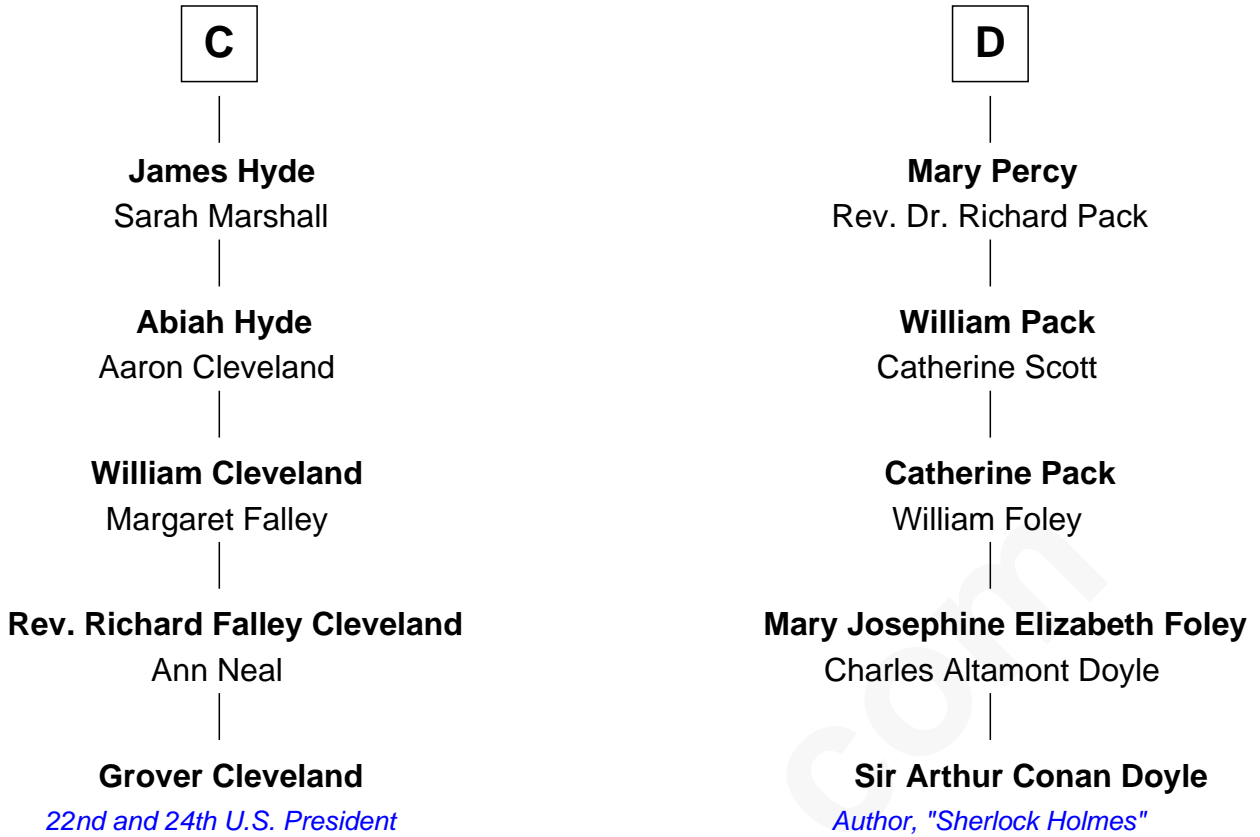 C
James Hyde
Sarah Marshall
Abiah Hyde
Aaron Cleveland
William Cleveland
Margaret Falley
Rev. Richard Falley Cleveland
Ann Neal
Grover Cleveland
22nd and 24th U.S. President
D
Mary Percy
Rev. Dr. Richard Pack
William Pack
Catherine Scott
Catherine Pack
William Foley
Mary Josephine Elizabeth Foley
Charles Altamont Doyle
Sir Arthur Conan Doyle
Author, "Sherlock Holmes"
com